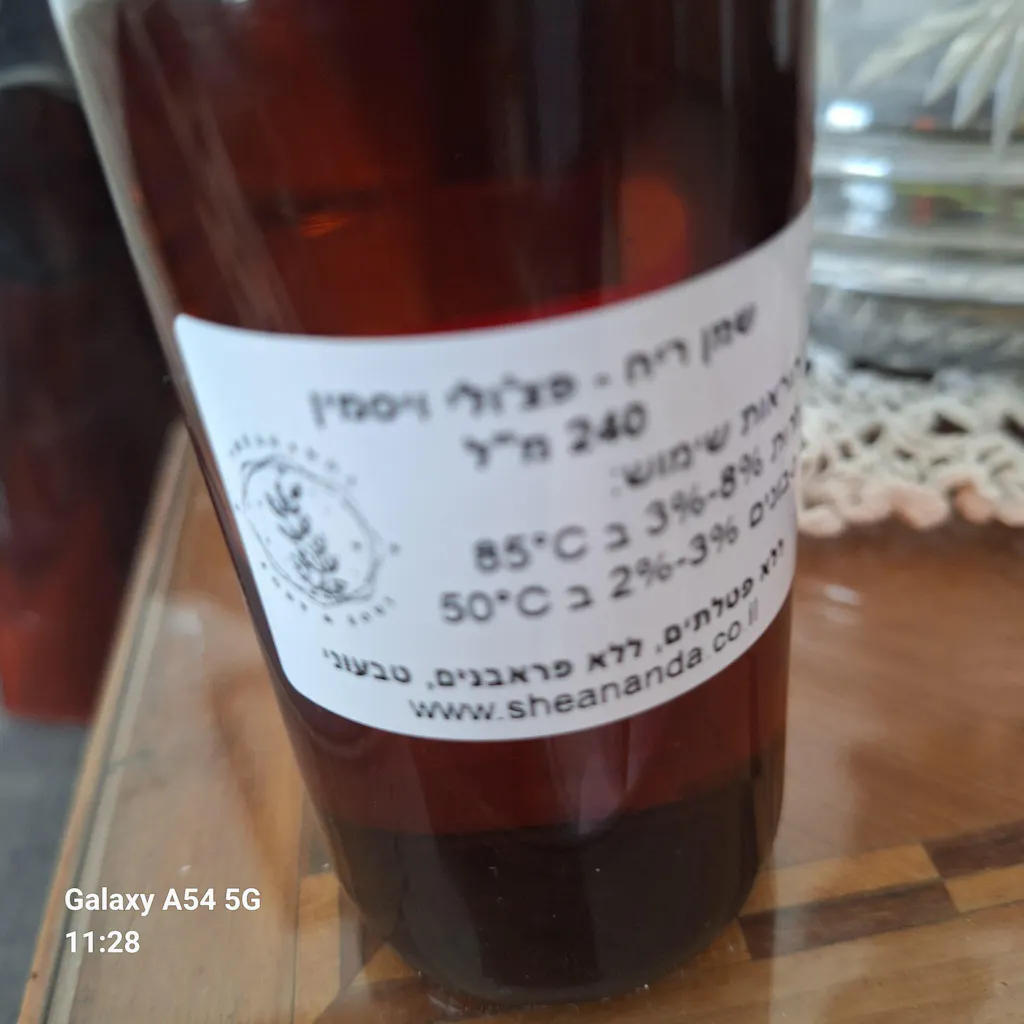 שמן ריח - פצ'ולי ויסמין
240 מ"ל
הוראות שימוש:
3%-8% ב 85°C
2%-3% ב 50°C
ללא פטלתים, ללא פראבנים, טבעוני
www.sheananda.co.il
Galaxy A54 5G
11:28